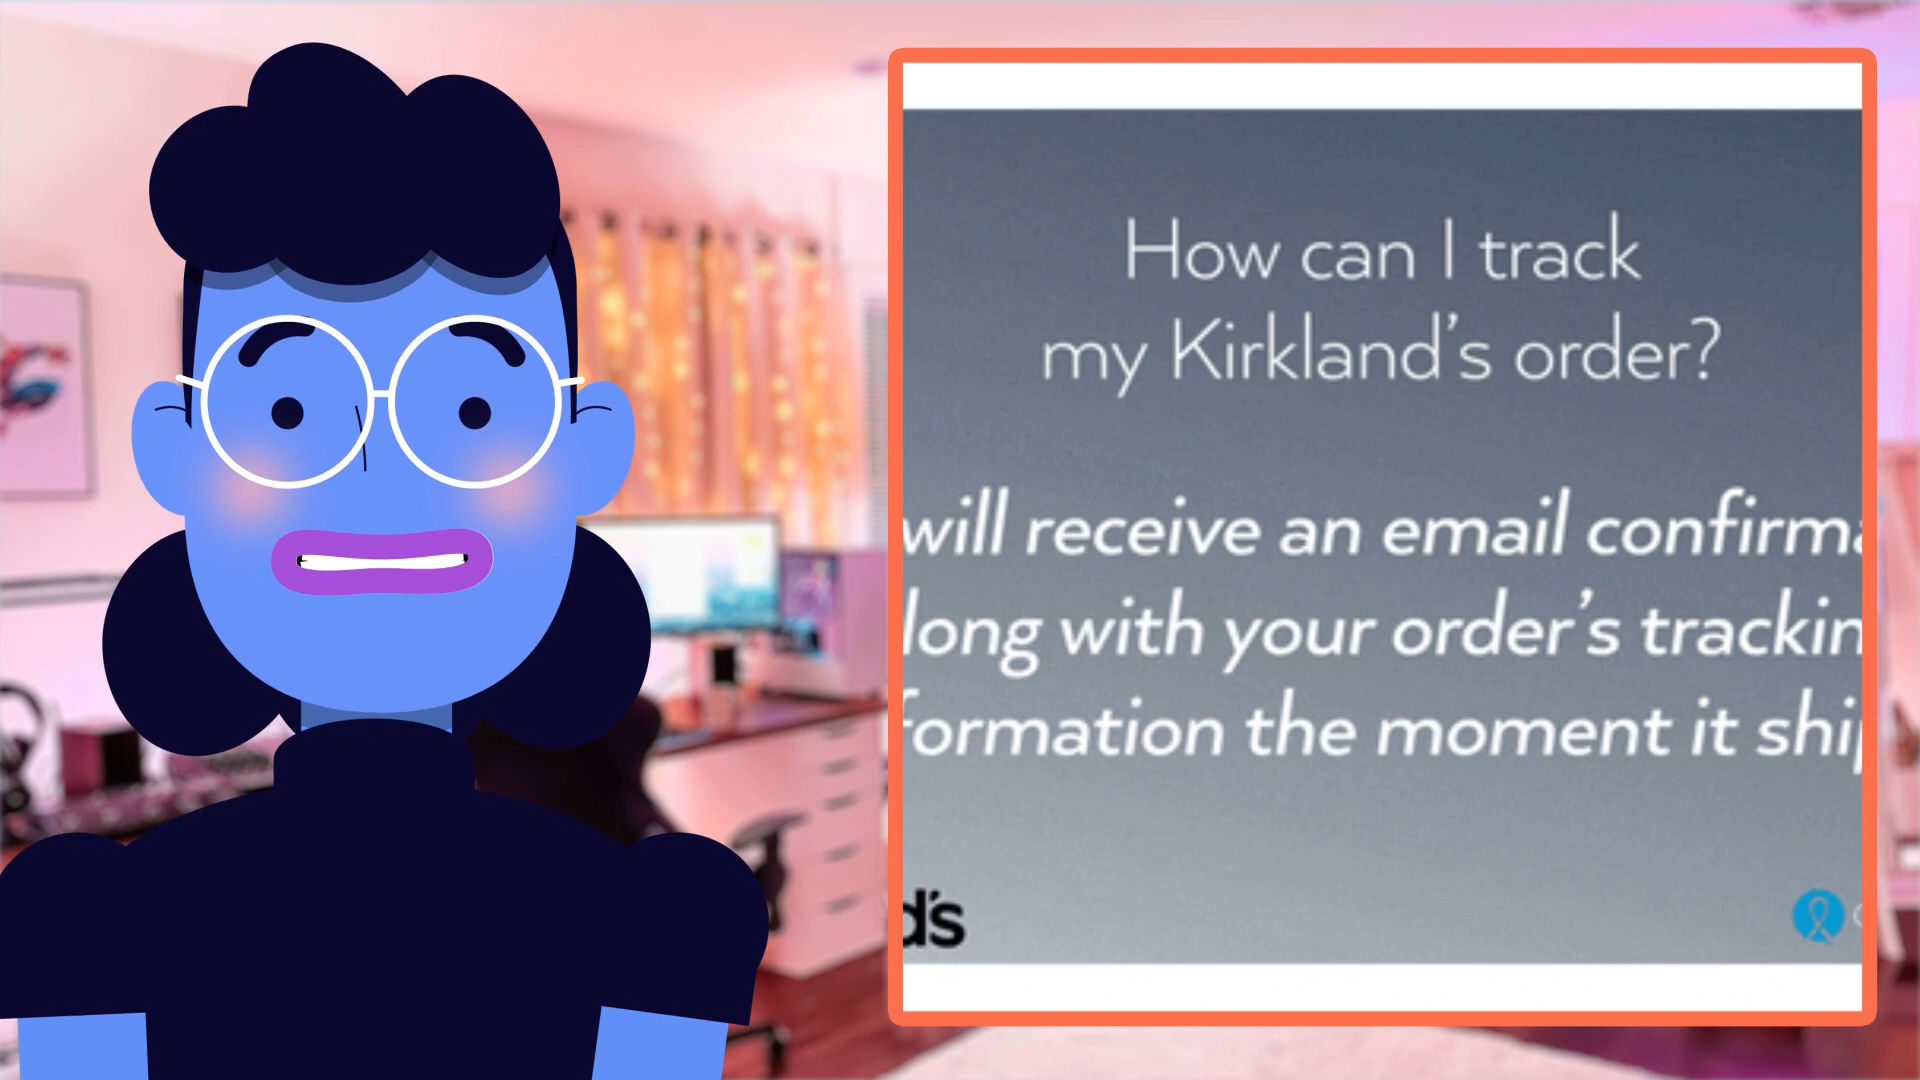 How can I track
my Kirkland's order?
will receive an email confirma
long with your order's trackin
formation the moment it ship
d's